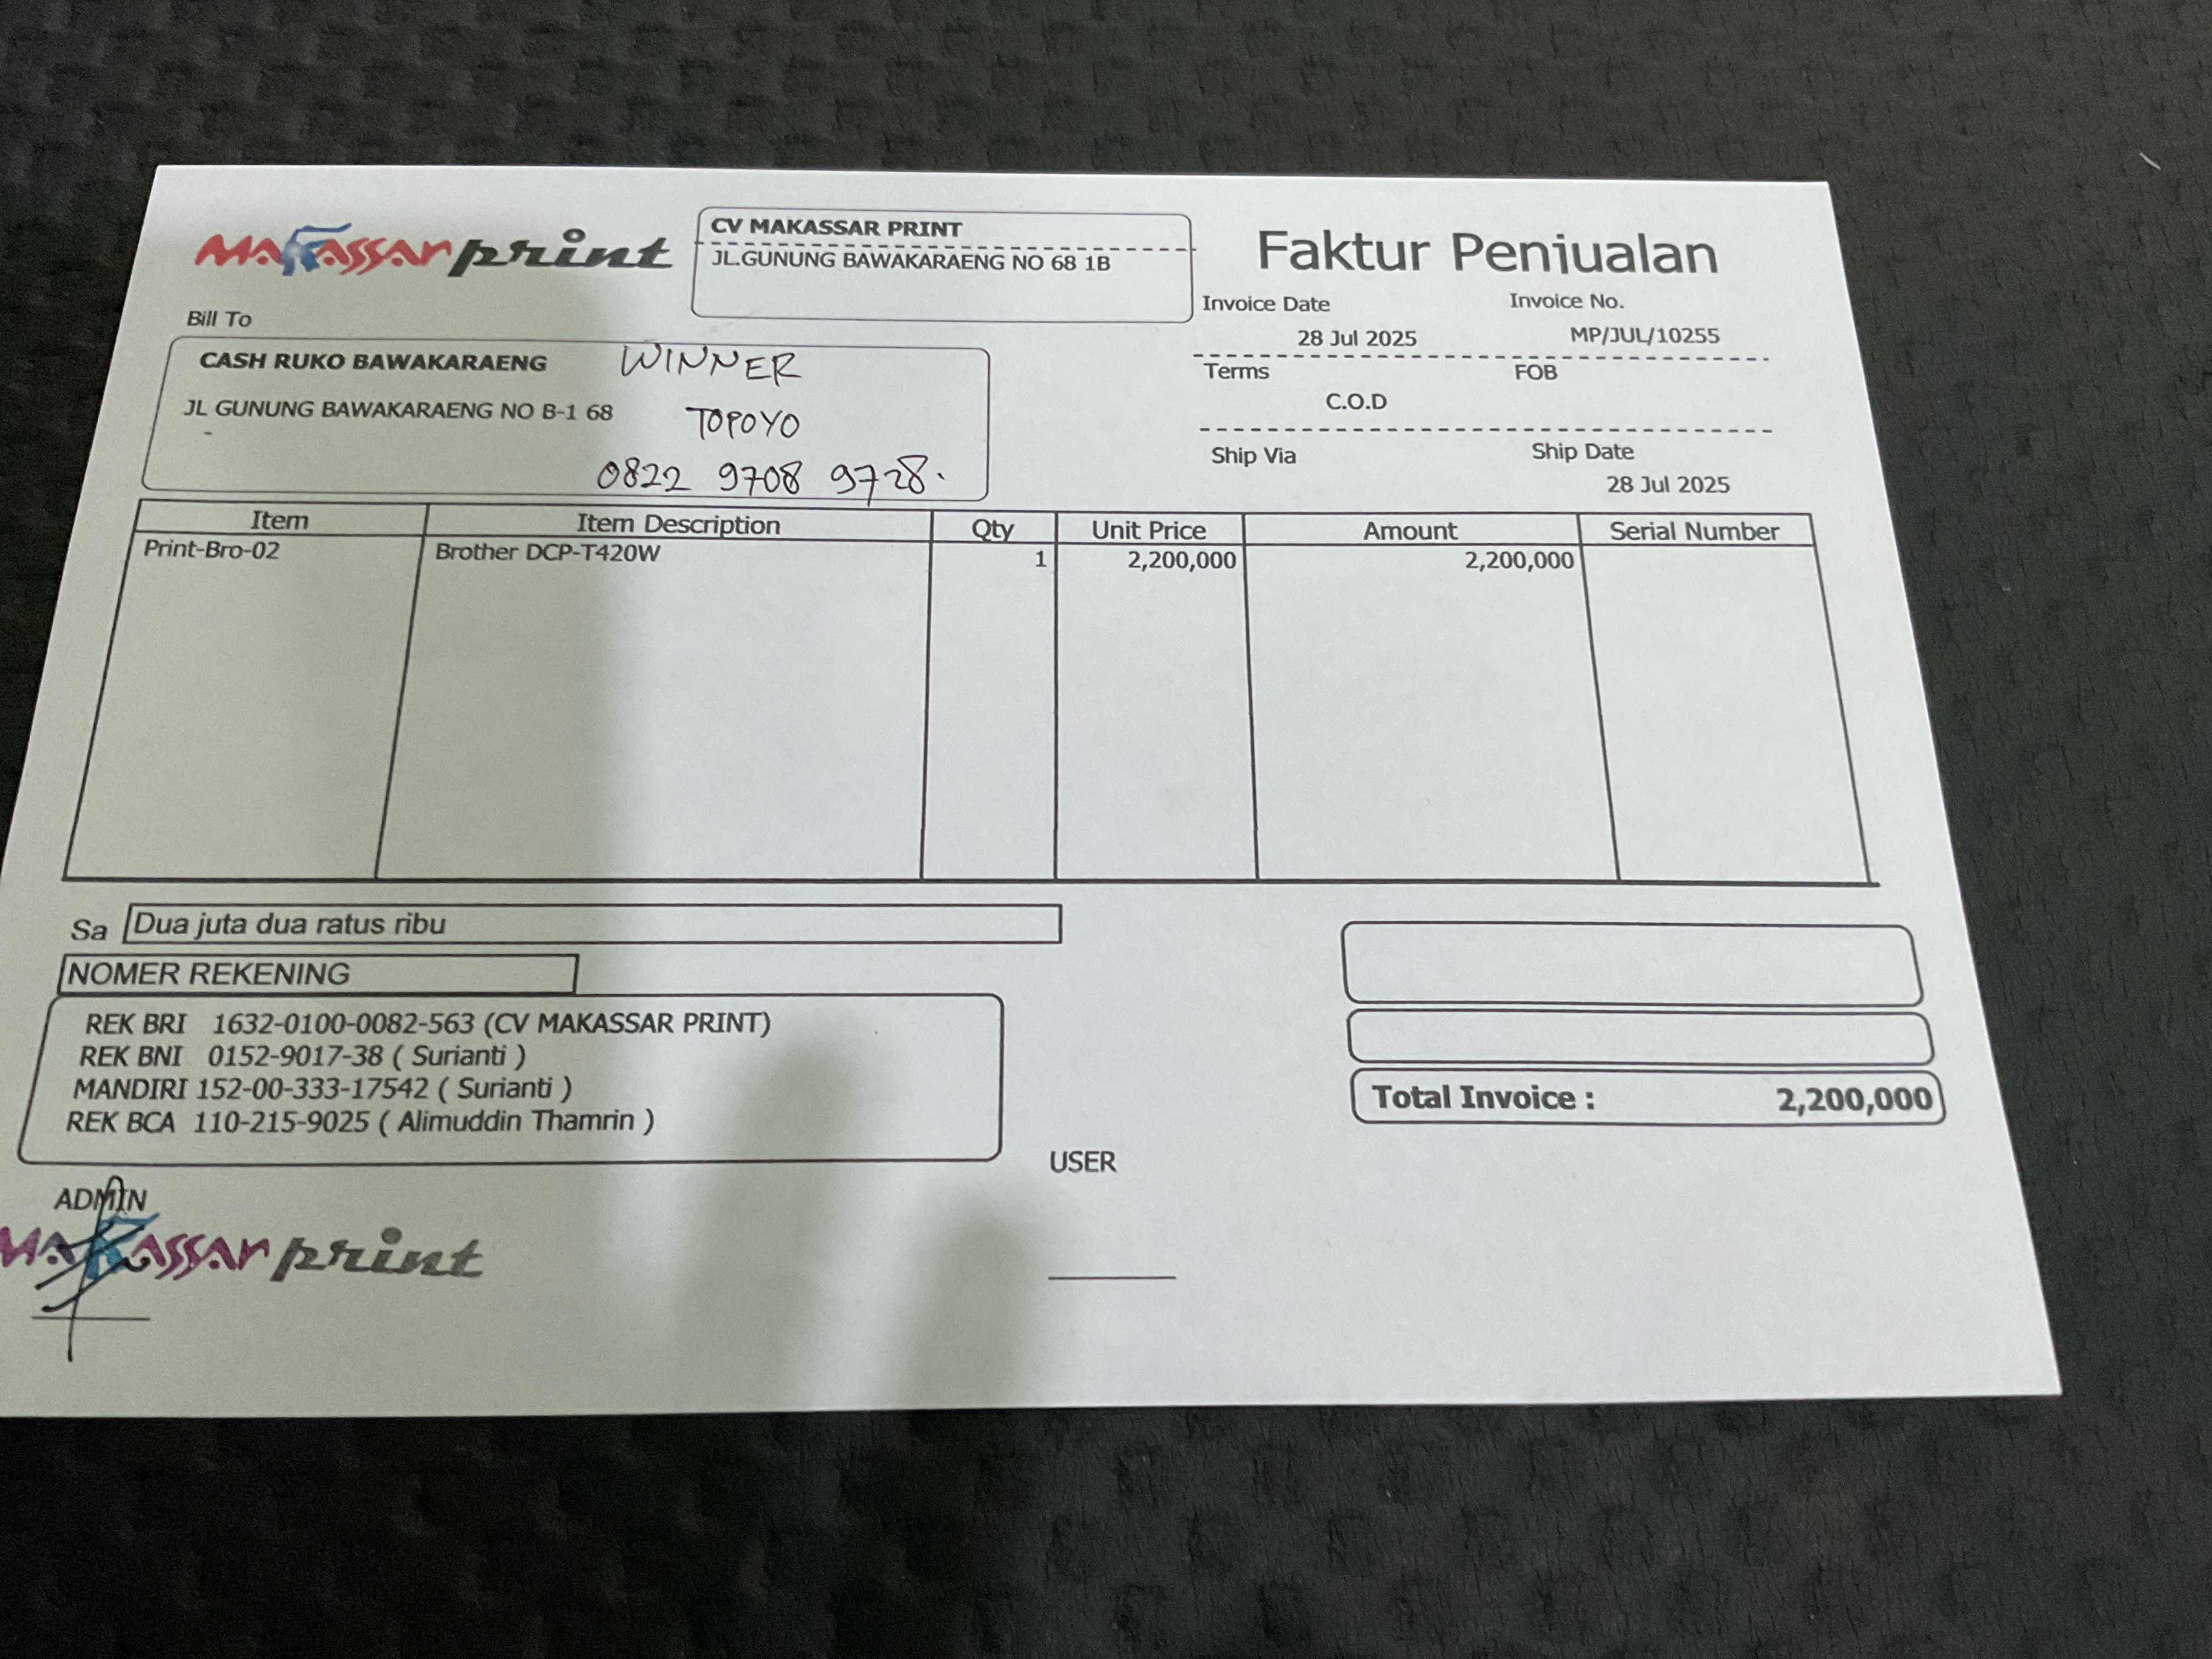 MAKASSAR print
CV MAKASSAR PRINT
JL.GUNUNG BAWAKARAENG NO 68 1B
Faktur Penjualan
Invoice Date
Invoice No.
28 Jul 2025
MP/JUL/10255
Terms
FOB
C.O.D
Ship Via
Ship Date
28 Jul 2025
Bill To
CASH RUKO BAWAKARAENG
WINNER
JL GUNUNG BAWAKARAENG NO B-1 68
TOPOYO
-
0822 9708 9728.
Item Item Description Qty Unit Price Amount Serial Number
Print-Bro-02 Brother DCP-T420W 1 2,200,000 2,200,000
Sa Dua juta dua ratus ribu
NOMER REKENING
REK BRI 1632-0100-0082-563 (CV MAKASSAR PRINT)
REK BNI 0152-9017-38 ( Surianti )
MANDIRI 152-00-333-17542 ( Surianti )
REK BCA 110-215-9025 ( Alimuddin Thamrin )
Total Invoice : 2,200,000
ADMIN
USER
MAKASSAR print